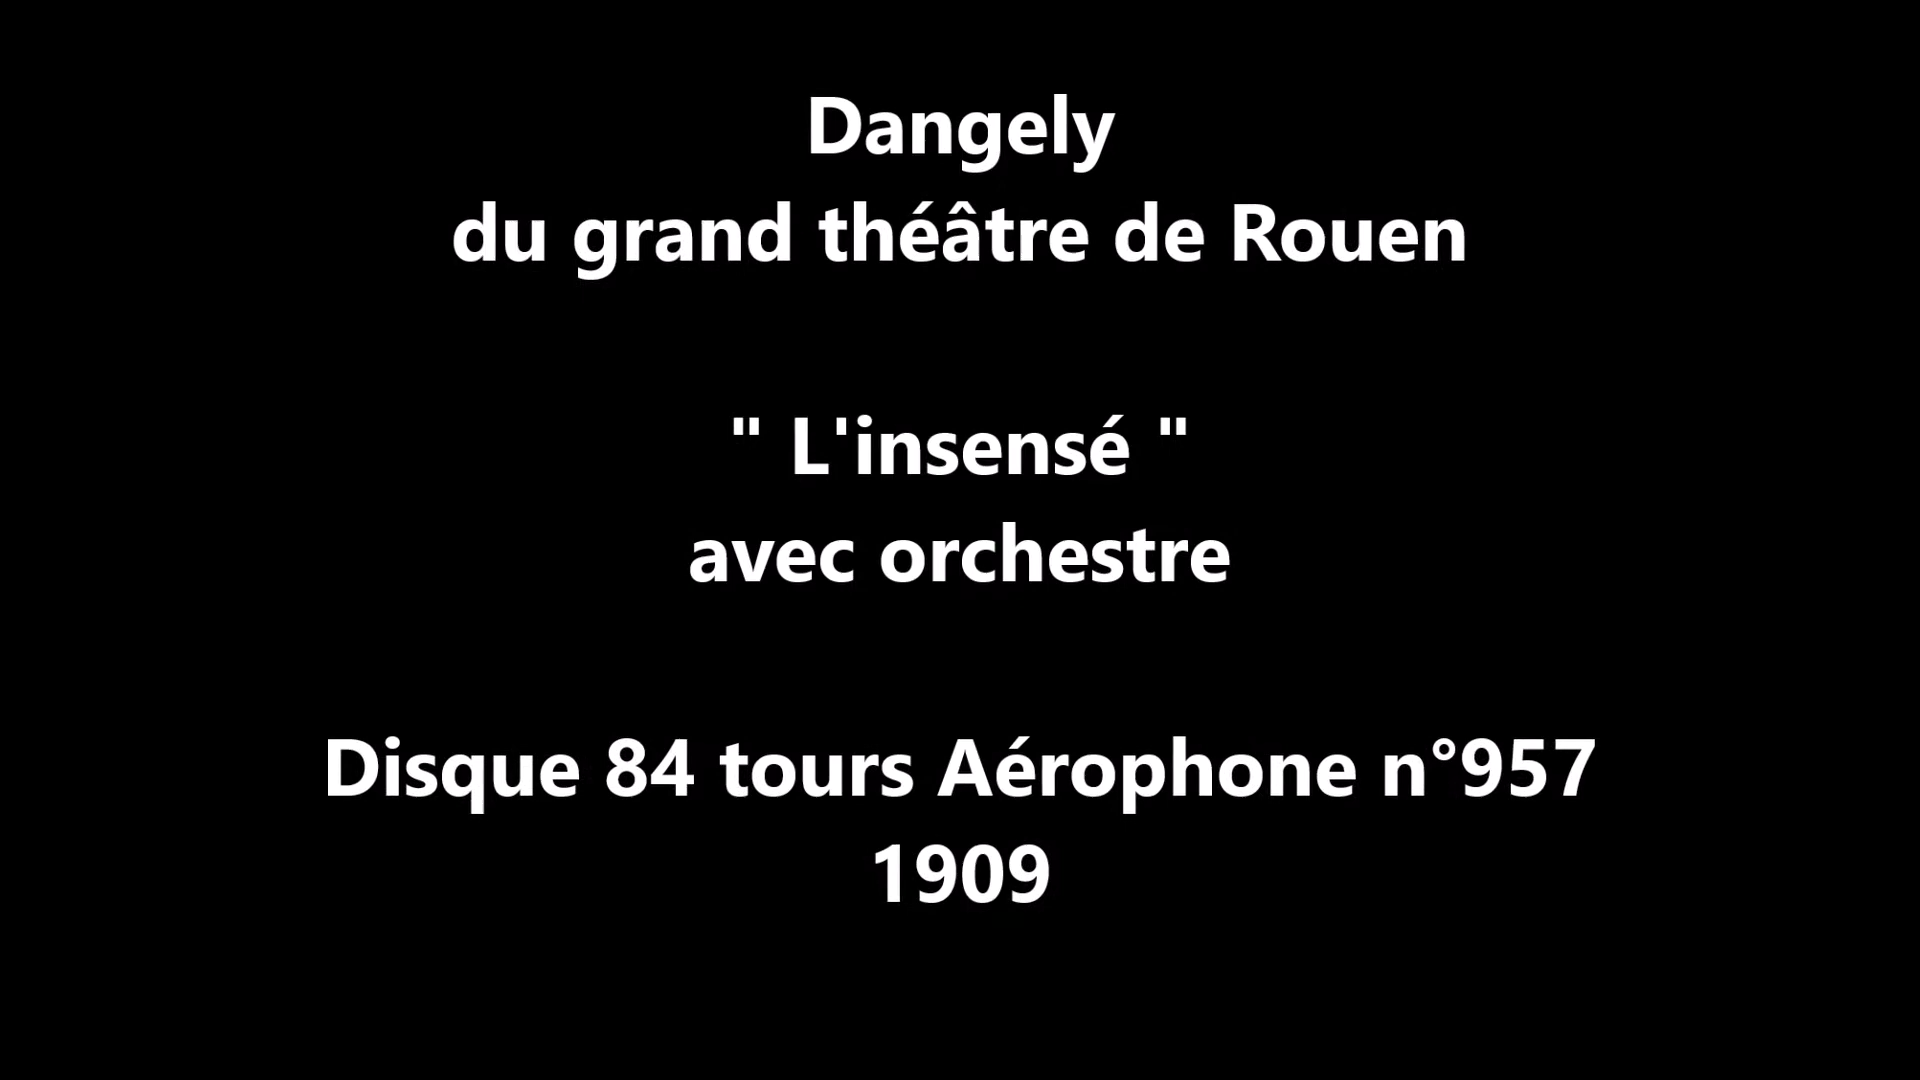 Dangely
du grand théâtre de Rouen
" L'insensé "
avec orchestre
Disque 84 tours Aérophone n°957
1909